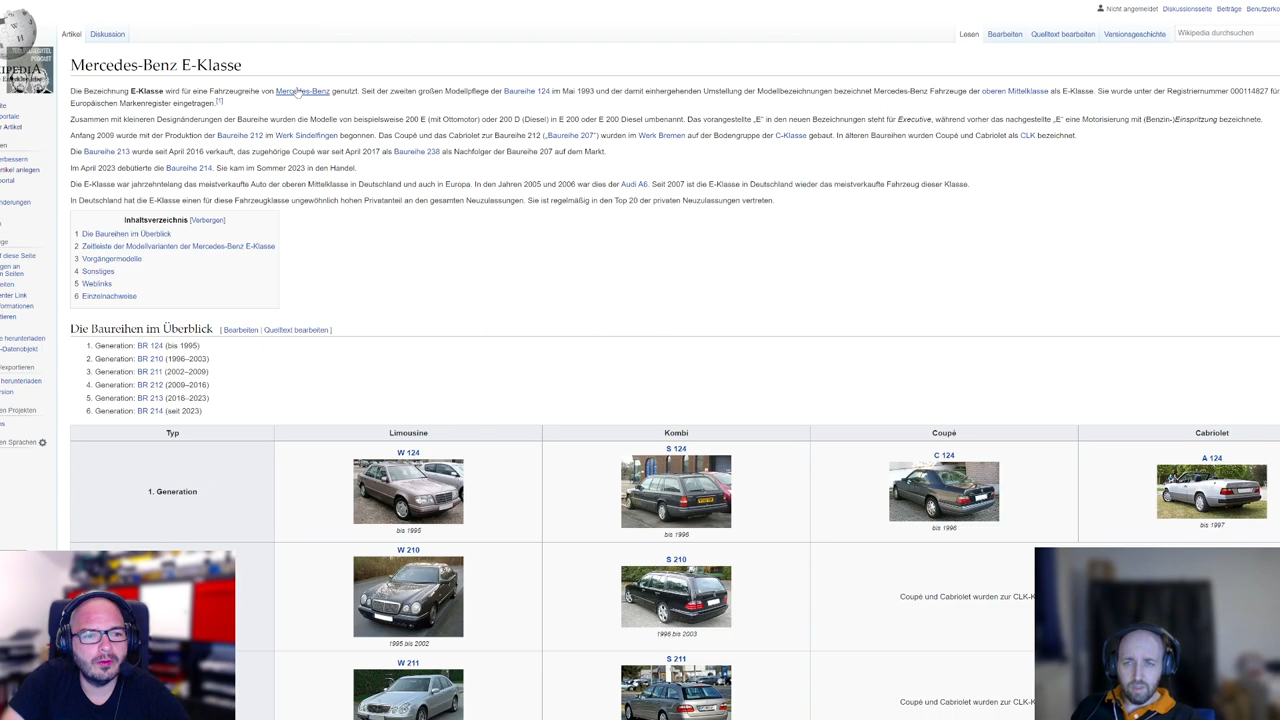 Nicht angemeldet Diskussionsseite Beiträge
Artikel Diskussion Lesen Bearbeiten Quelltext bearbeiten Versionsgeschichte Wikipedia durchsuchen
Mercedes-Benz E-Klasse
Die Bezeichnung E-Klasse wird für eine Fahrzeugreihe von Mercedes-Benz genutzt. Seit der zweiten großen Modellpflege der Baureihe 124 im Mai 1993 und der damit einhergehenden Umstellung der Modellbezeichnungen bezeichnet Mercedes-Benz Fahrzeuge der oberen Mittelklasse als E-Klasse. Sie wurde unter der Registriernummer 000114827 für
Europäischen Markenregister eingetragen.[1]
Zusammen mit kleineren Designänderungen der Baureihe wurden die Modelle von beispielsweise 200 E (mit Ottomotor) oder 200 D (Diesel) in E 200 oder E 200 Diesel umbenannt. Das vorangestellte „E" in den neuen Bezeichnungen steht für Executive, während vorher das nachgestellte „E" eine Motorisierung mit (Benzin-)Einspritzung bezeichnete.
Anfang 2009 wurde mit der Produktion der Baureihe 212 im Werk Sindelfingen begonnen. Das Coupé und das Cabriolet zur Baureihe 212 („Baureihe 207") wurden im Werk Bremen auf der Bodengruppe der C-Klasse gebaut. In älteren Baureihen wurden Coupé und Cabriolet als CLK bezeichnet.
Die Baureihe 213 wurde seit April 2016 verkauft, das zugehörige Coupé war seit April 2017 als Baureihe 238 als Nachfolger der Baureihe 207 auf dem Markt.
Im April 2023 debütierte die Baureihe 214. Sie kam im Sommer 2023 in den Handel.
Die E-Klasse war jahrzehntelang das meistverkaufte Auto der oberen Mittelklasse in Deutschland und auch in Europa. In den Jahren 2005 und 2006 war dies der Audi A6. Seit 2007 ist die E-Klasse in Deutschland wieder das meistverkaufte Fahrzeug dieser Klasse.
In Deutschland hat die E-Klasse einen für diese Fahrzeugklasse ungewöhnlich hohen Privatanteil an den gesamten Neuzulassungen. Sie ist regelmäßig in den Top 20 der privaten Neuzulassungen vertreten.
Inhaltsverzeichnis [Verbergen]
1 Die Baureihen im Überblick
2 Zeitleiste der Modellvarianten der Mercedes-Benz E-Klasse
3 Vorgängermodelle
4 Sonstiges
5 Weblinks
6 Einzelnachweise
Die Baureihen im Überblick [ Bearbeiten | Quelltext bearbeiten ]
1. Generation: BR 124 (bis 1995)
2. Generation: BR 210 (1996–2003)
3. Generation: BR 211 (2002–2009)
4. Generation: BR 212 (2009–2016)
5. Generation: BR 213 (2016–2023)
6. Generation: BR 214 (seit 2023)
Typ Limousine Kombi Coupé Cabriolet
W 124 S 124 C 124 A 124
1. Generation
bis 1995 bis 1996 bis 1996 bis 1997
W 210 S 210
Coupé und Cabriolet wurden zur CLK-K
1995 bis 2002 1996 bis 2003
W 211 S 211
Coupé und Cabriolet wurden zur CLK-K